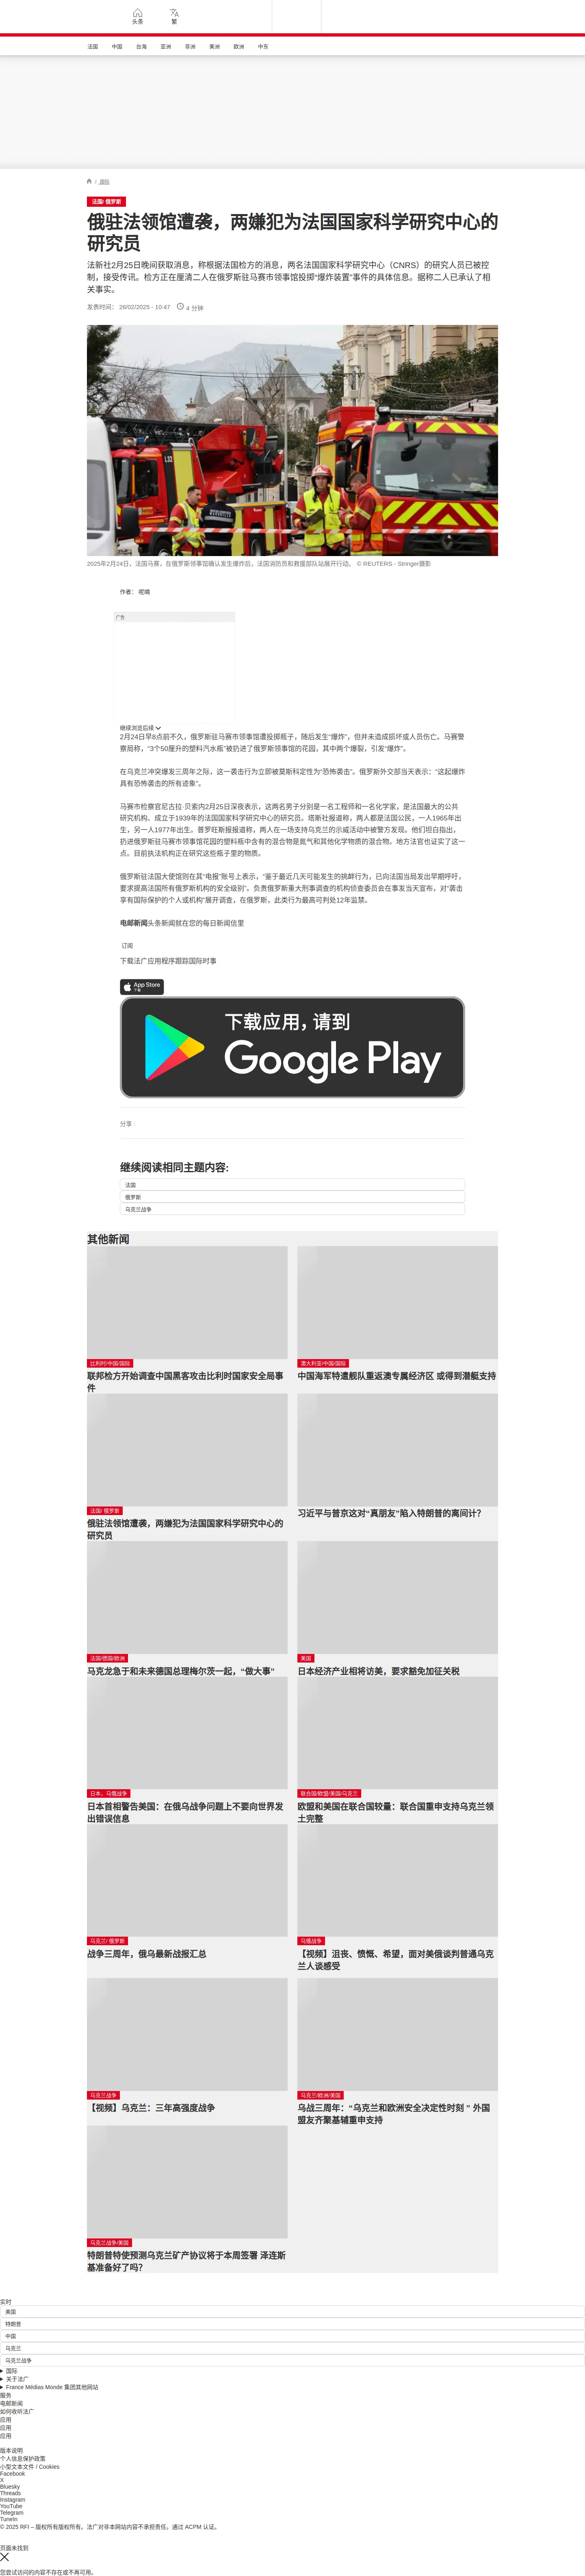 头条
繁
法国
中国
台海
亚洲
非洲
美洲
欧洲
中东
/ 国际
法国/ 俄罗斯
俄驻法领馆遭袭，两嫌犯为法国国家科学研究中心的
研究员
法新社2月25日晚间获取消息，称根据法国检方的消息，两名法国国家科学研究中心（CNRS）的研究人员已被控
制，接受传讯。检方正在厘清二人在俄罗斯驻马赛市领事馆投掷“爆炸装置”事件的具体信息。据称二人已承认了相
关事实。
发表时间： 26/02/2025 - 10:47 4 分钟
2025年2月24日，法国马赛，在俄罗斯领事馆确认发生爆炸后，法国消防员和救援部队站展开行动。 © REUTERS - Stringer摄影
作者： 呢喃
广告
继续浏览后续
2月24日早8点前不久，俄罗斯驻马赛市领事馆遭投掷瓶子，随后发生“爆炸”，但并未造成损坏或人员伤亡。马赛警
察局称，“3个50厘升的塑料汽水瓶”被扔进了俄罗斯领事馆的花园，其中两个爆裂，引发“爆炸”。
在乌克兰冲突爆发三周年之际，这一袭击行为立即被莫斯科定性为“恐怖袭击”。俄罗斯外交部当天表示：“这起爆炸
具有恐怖袭击的所有迹象”。
马赛市检察官尼古拉·贝索内2月25日深夜表示，这两名男子分别是一名工程师和一名化学家，是法国最大的公共
研究机构、成立于1939年的法国国家科学研究中心的研究员。塔斯社报道称，两人都是法国公民，一人1965年出
生，另一人1977年出生。普罗旺斯报报道称，两人在一场支持乌克兰的示威活动中被警方发现。他们坦白指出，
扔进俄罗斯驻马赛市领事馆花园的塑料瓶中含有的混合物是氮气和其他化学物质的混合物。地方法官也证实了这一
点。目前执法机构正在研究这些瓶子里的物质。
俄罗斯驻法国大使馆则在其“电报”账号上表示，“鉴于最近几天可能发生的挑衅行为，已向法国当局发出早期呼吁，
要求提高法国所有俄罗斯机构的安全级别”。负责俄罗斯重大刑事调查的机构侦查委员会在事发当天宣布，对“袭击
享有国际保护的个人或机构”展开调查，在俄罗斯，此类行为最高可判处12年监禁。
电邮新闻头条新闻就在您的每日新闻信里
订阅
下载法广应用程序跟踪国际时事
App Store
下载
下载应用，请到
Google Play
分享 :
继续阅读相同主题内容:
法国
俄罗斯
乌克兰战争
其他新闻
比利时/中国/国际
联邦检方开始调查中国黑客攻击比利时国家安全局事
件
澳大利亚/中国/国际
中国海军特遣舰队重返澳专属经济区 或得到潜艇支持
法国/ 俄罗斯
俄驻法领馆遭袭，两嫌犯为法国国家科学研究中心的
研究员
习近平与普京这对“真朋友”陷入特朗普的离间计？
法国/德国/欧洲
马克龙急于和未来德国总理梅尔茨一起，“做大事”
美国
日本经济产业相将访美，要求豁免加征关税
日本，乌俄战争
日本首相警告美国：在俄乌战争问题上不要向世界发
出错误信息
联合国/欧盟/美国/乌克兰
欧盟和美国在联合国较量：联合国重申支持乌克兰领
土完整
乌克兰/ 俄罗斯
战争三周年，俄乌最新战报汇总
乌俄战争
【视频】沮丧、愤慨、希望，面对美俄谈判普通乌克
兰人谈感受
乌克兰战争
【视频】乌克兰：三年高强度战争
乌克兰/欧洲/美国
乌战三周年：“乌克兰和欧洲安全决定性时刻 ” 外国
盟友齐聚基辅重申支持
乌克兰战争/美国
特朗普特使预测乌克兰矿产协议将于本周签署 泽连斯
基准备好了吗？
实时
美国
特朗普
中国
乌克兰
乌克兰战争
国际
关于法广
France Médias Monde 集团其他网站
服务
电邮新闻
如何收听法广
应用
应用
应用
版本说明
个人信息保护政策
小型文本文件 / Cookies
Facebook
X
Bluesky
Threads
Instagram
YouTube
Telegram
TuneIn
© 2025 RFI – 版权所有版权所有。法广对非本网站内容不承担责任。通过 ACPM 认证。
页面未找到
您尝试访问的内容不存在或不再可用。